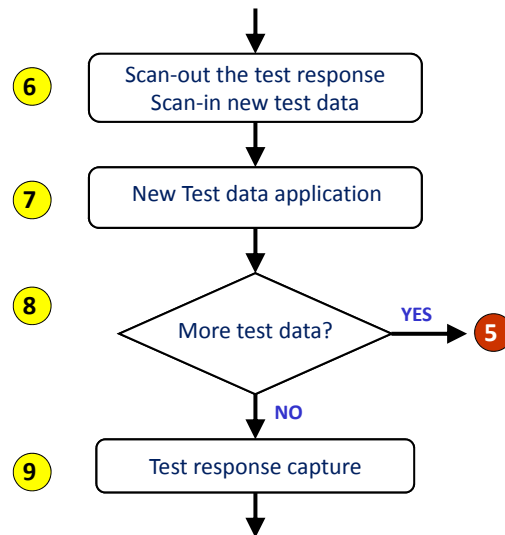 6
Scan-out the test response
Scan-in new test data
7
New Test data application
8
More test data?
YES
5
NO
9
Test response capture